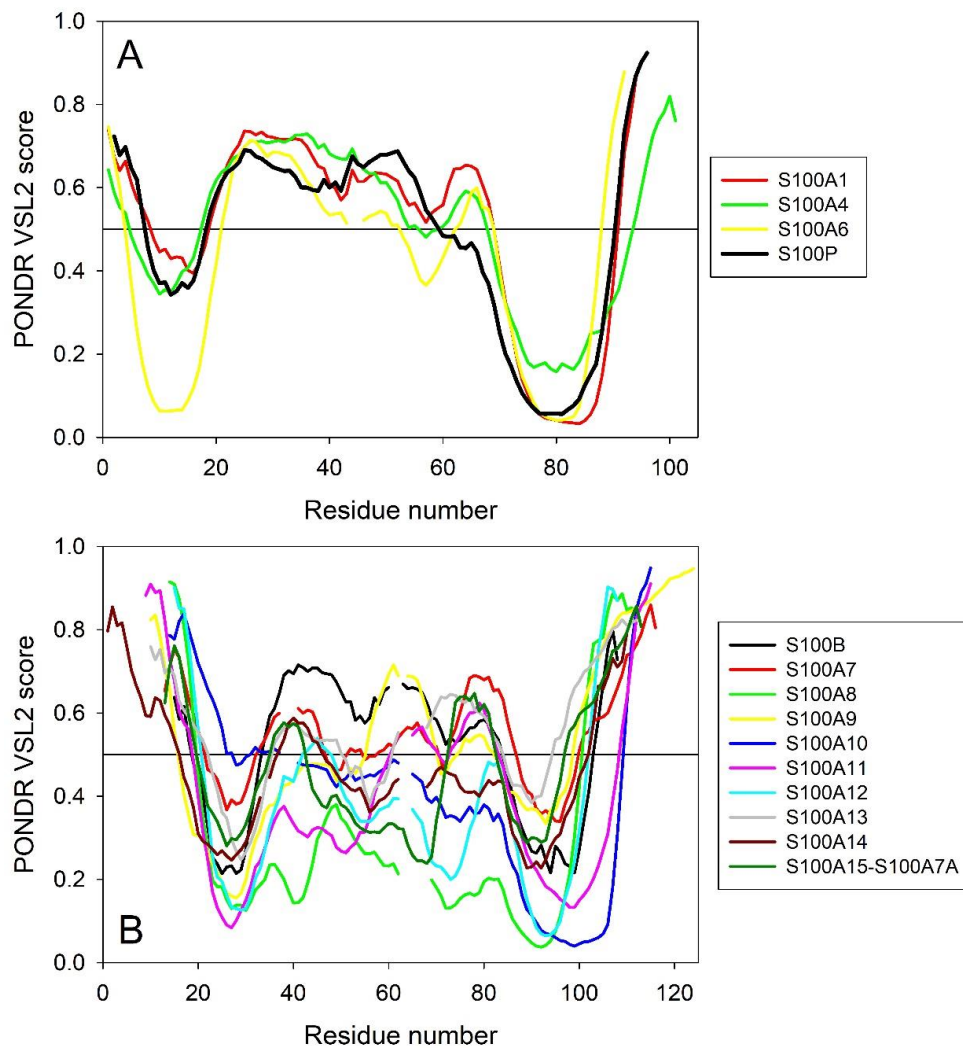 A
PONDR VSL2 score
1.0
0.8
0.6
0.4
0.2
0.0
0 20 40 60 80 100
Residue number
S100A1
S100A4
S100A6
S100P
B
PONDR VSL2 score
1.0
0.8
0.6
0.4
0.2
0.0
0 20 40 60 80 100 120
Residue number
S100B
S100A7
S100A8
S100A9
S100A10
S100A11
S100A12
S100A13
S100A14
S100A15-S100A7A